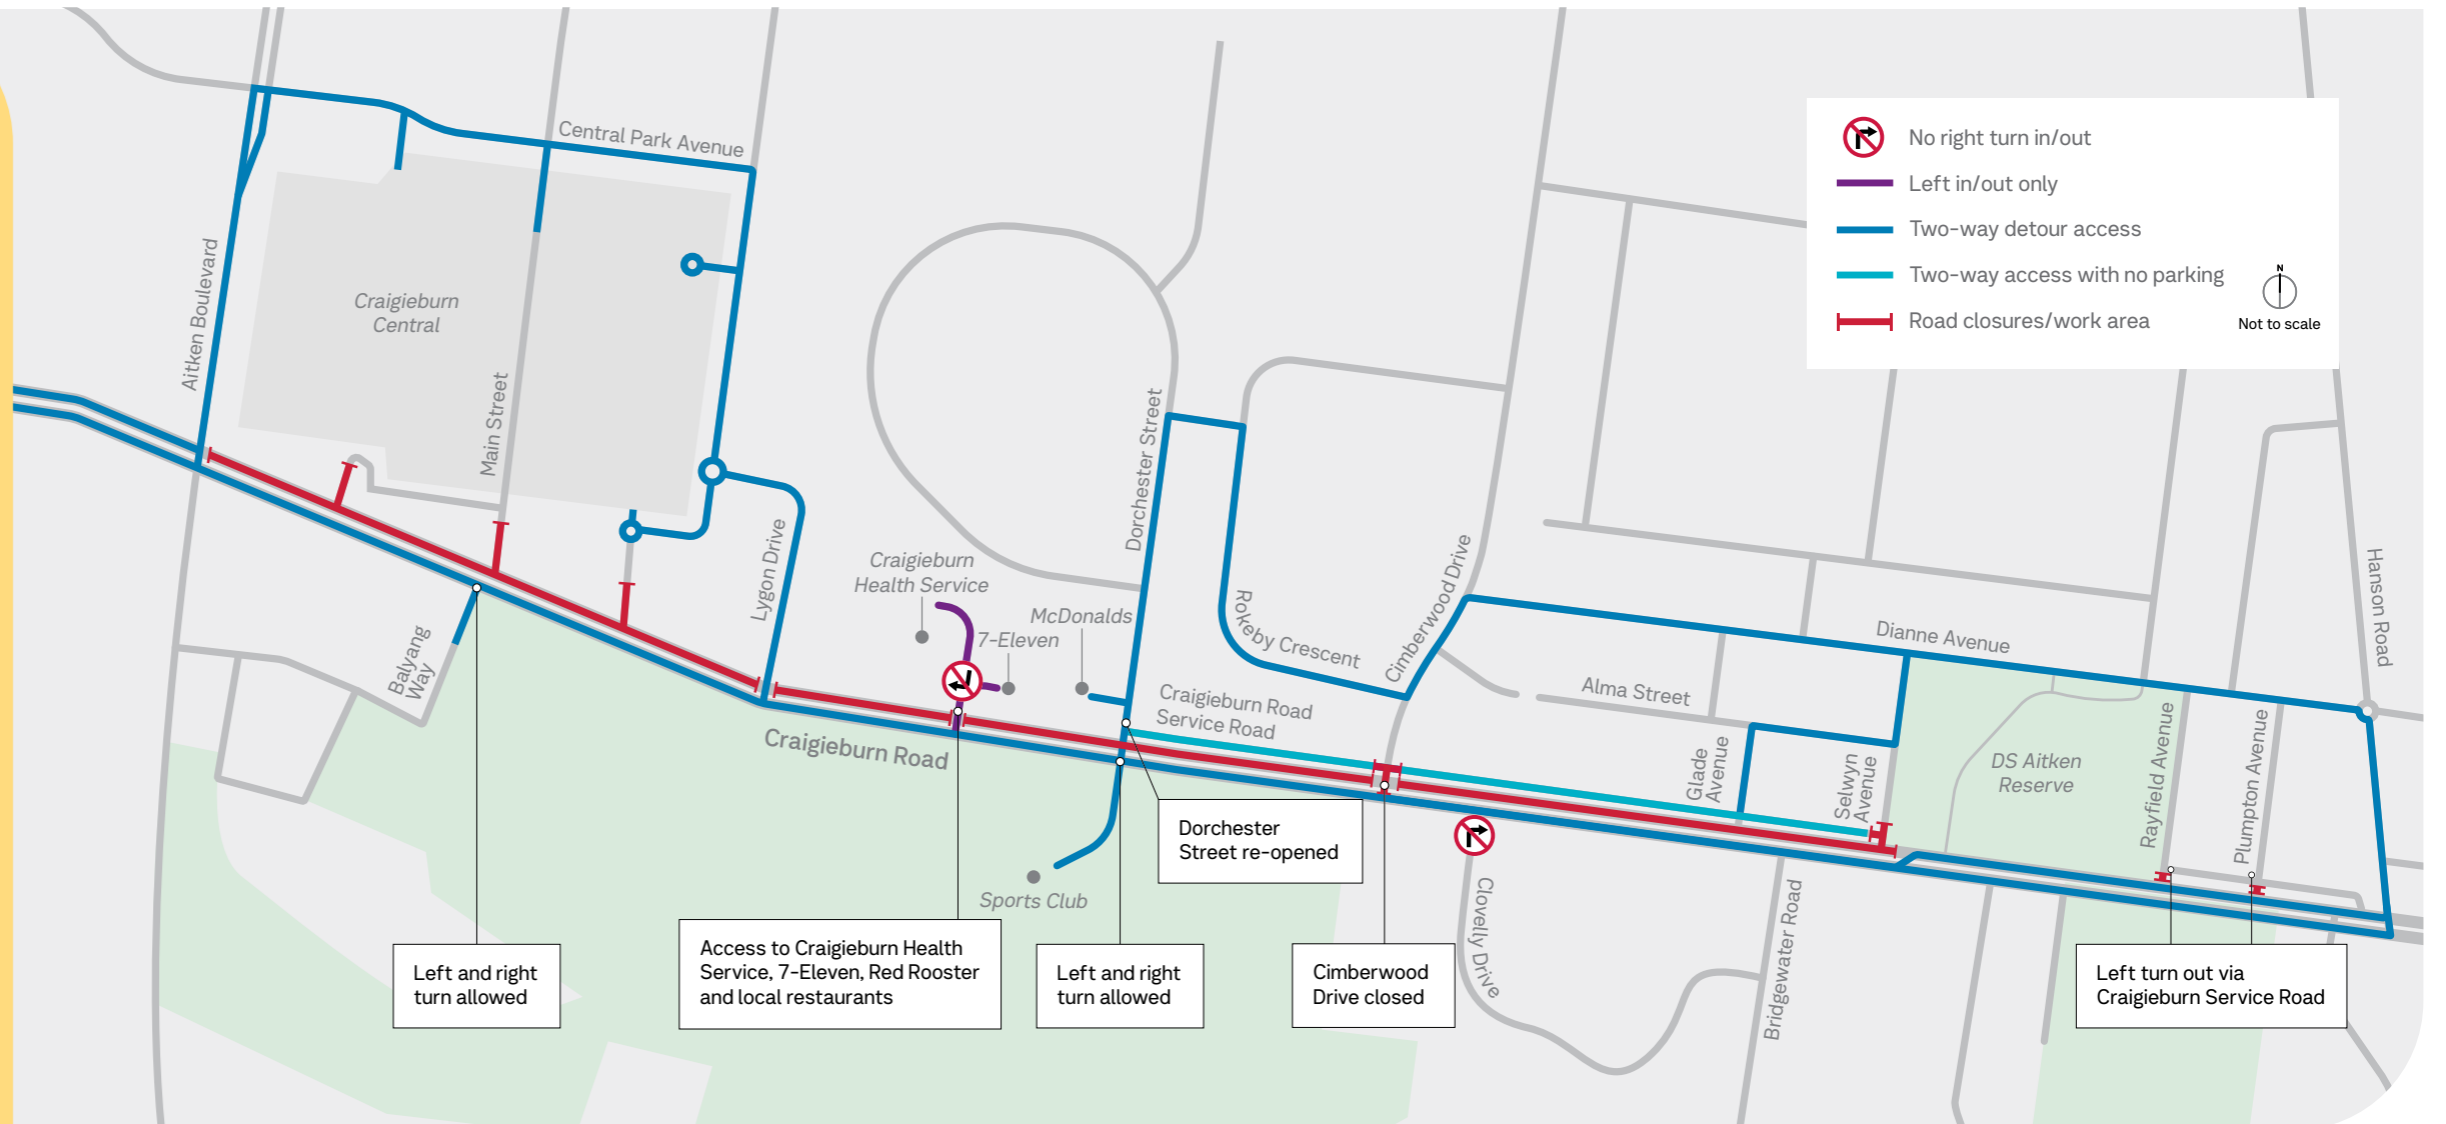 Central Park Avenue
Aitken Boulevard
Craigieburn
Central
Main Street
Lygon Drive
Balyang
Way
Craigieburn
Health Service
7-Eleven
McDonalds
Dorchester Street
Rokeby Crescent
Cimberwood Drive
Craigieburn Road
Service Road
Craigieburn Road
Sports Club
Alma Street
Dianne Avenue
Glade
Avenue
Selwyn
Avenue
DS Aitken
Reserve
Rayfield Avenue
Plumpton Avenue
Hanson Road
Clovelly Drive
Bridgewater Road
No right turn in/out
Left in/out only
Two-way detour access
Two-way access with no parking
Road closures/work area
N
Not to scale
Dorchester
Street re-opened
Left and right
turn allowed
Access to Craigieburn Health
Service, 7-Eleven, Red Rooster
and local restaurants
Left and right
turn allowed
Cimberwood
Drive closed
Left turn out via
Craigieburn Service Road